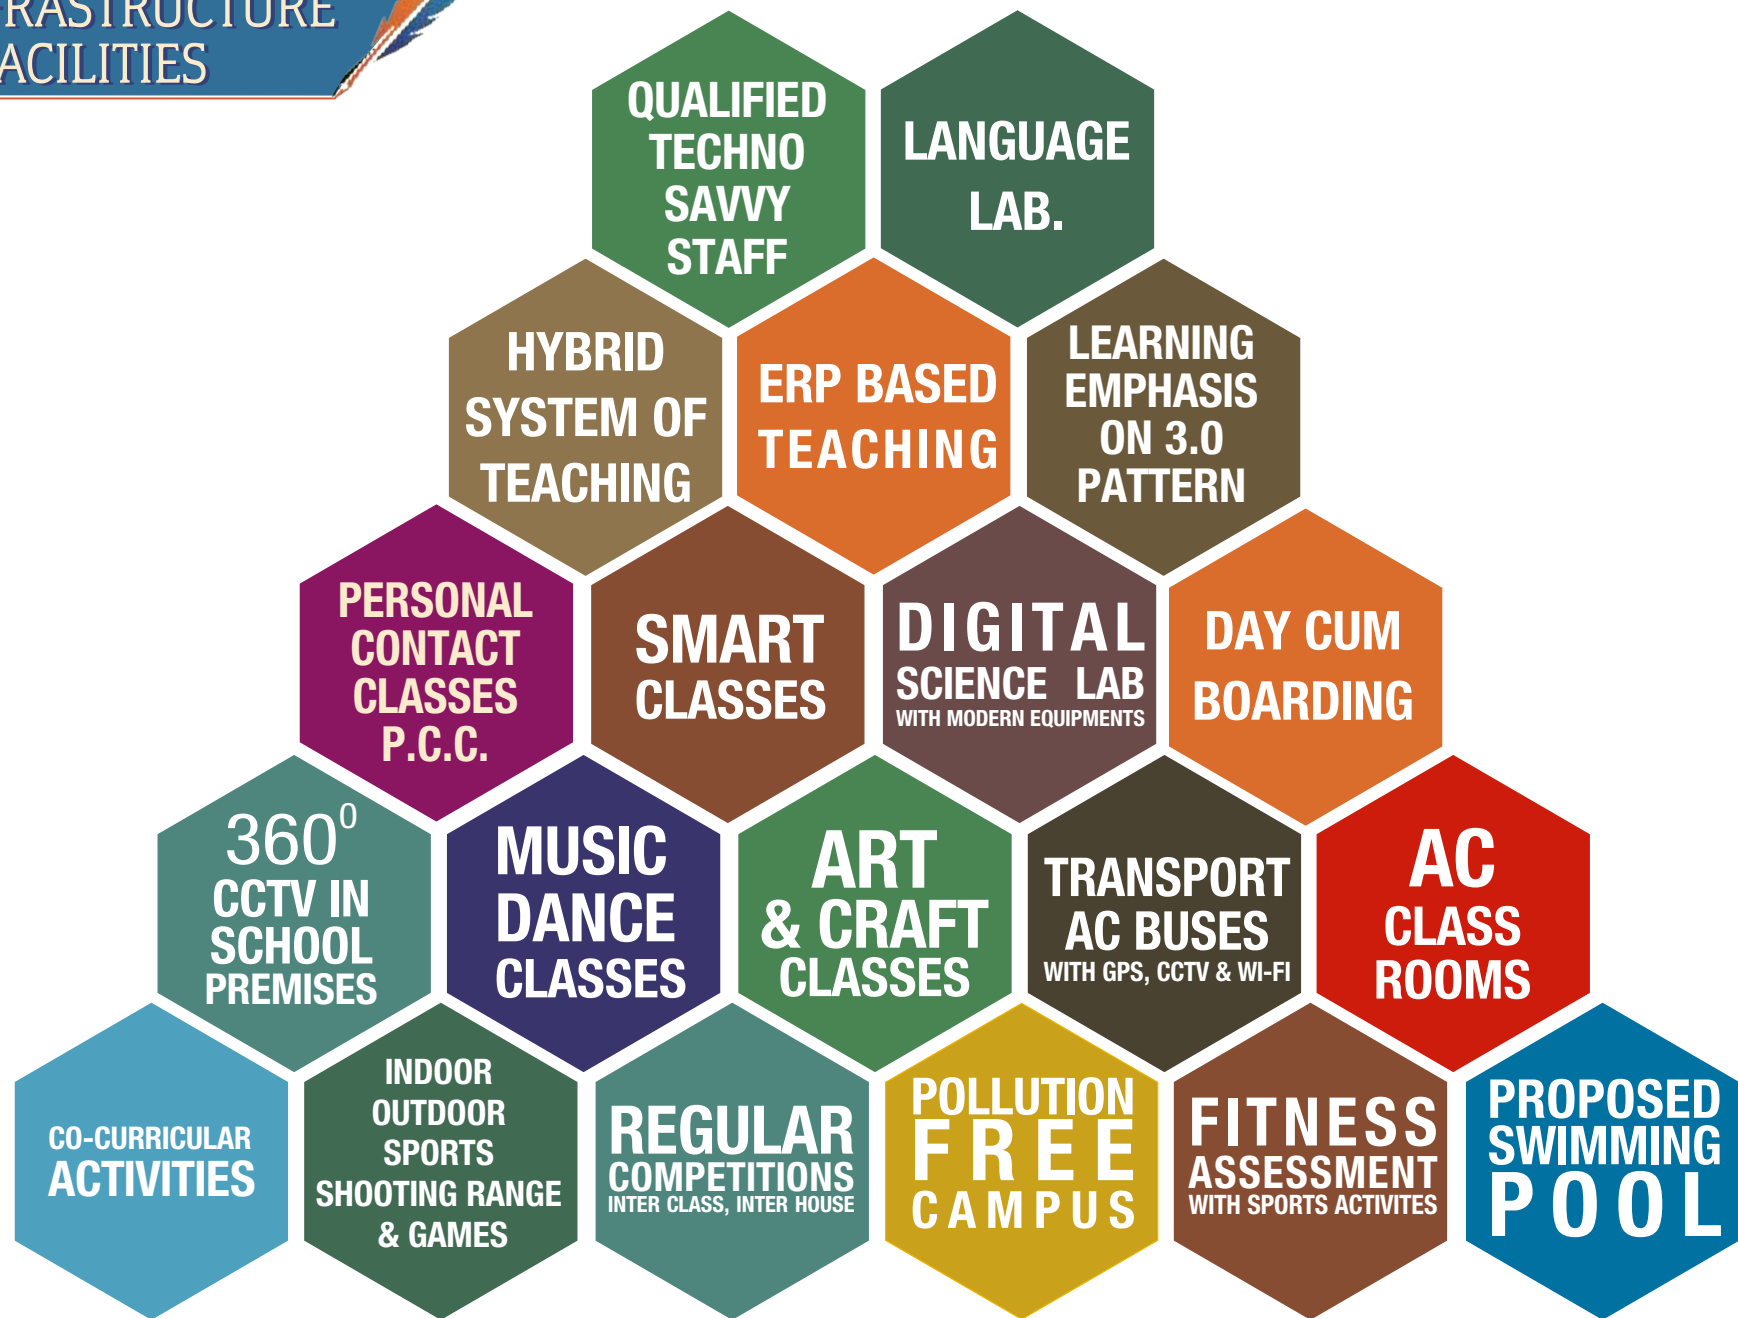 FRASTRUCTURE
ACILITIES
QUALIFIED
TECHNO
SAVVY
STAFF
LANGUAGE
LAB.
HYBRID
SYSTEM OF
TEACHING
ERP BASED
TEACHING
LEARNING
EMPHASIS
ON 3.0
PATTERN
PERSONAL
CONTACT
CLASSES
P.C.C.
SMART
CLASSES
DIGITAL
SCIENCE LAB
WITH MODERN EQUIPMENTS
DAY CUM
BOARDING
360⁰
CCTV IN
SCHOOL
PREMISES
MUSIC
DANCE
CLASSES
ART
& CRAFT
CLASSES
TRANSPORT
AC BUSES
WITH GPS, CCTV & WI-FI
AC
CLASS
ROOMS
CO-CURRICULAR
ACTIVITIES
INDOOR
OUTDOOR
SPORTS
SHOOTING RANGE
& GAMES
REGULAR
COMPETITIONS
INTER CLASS, INTER HOUSE
POLLUTION
FREE
CAMPUS
FITNESS
ASSESSMENT
WITH SPORTS ACTIVITES
PROPOSED
SWIMMING
POOL